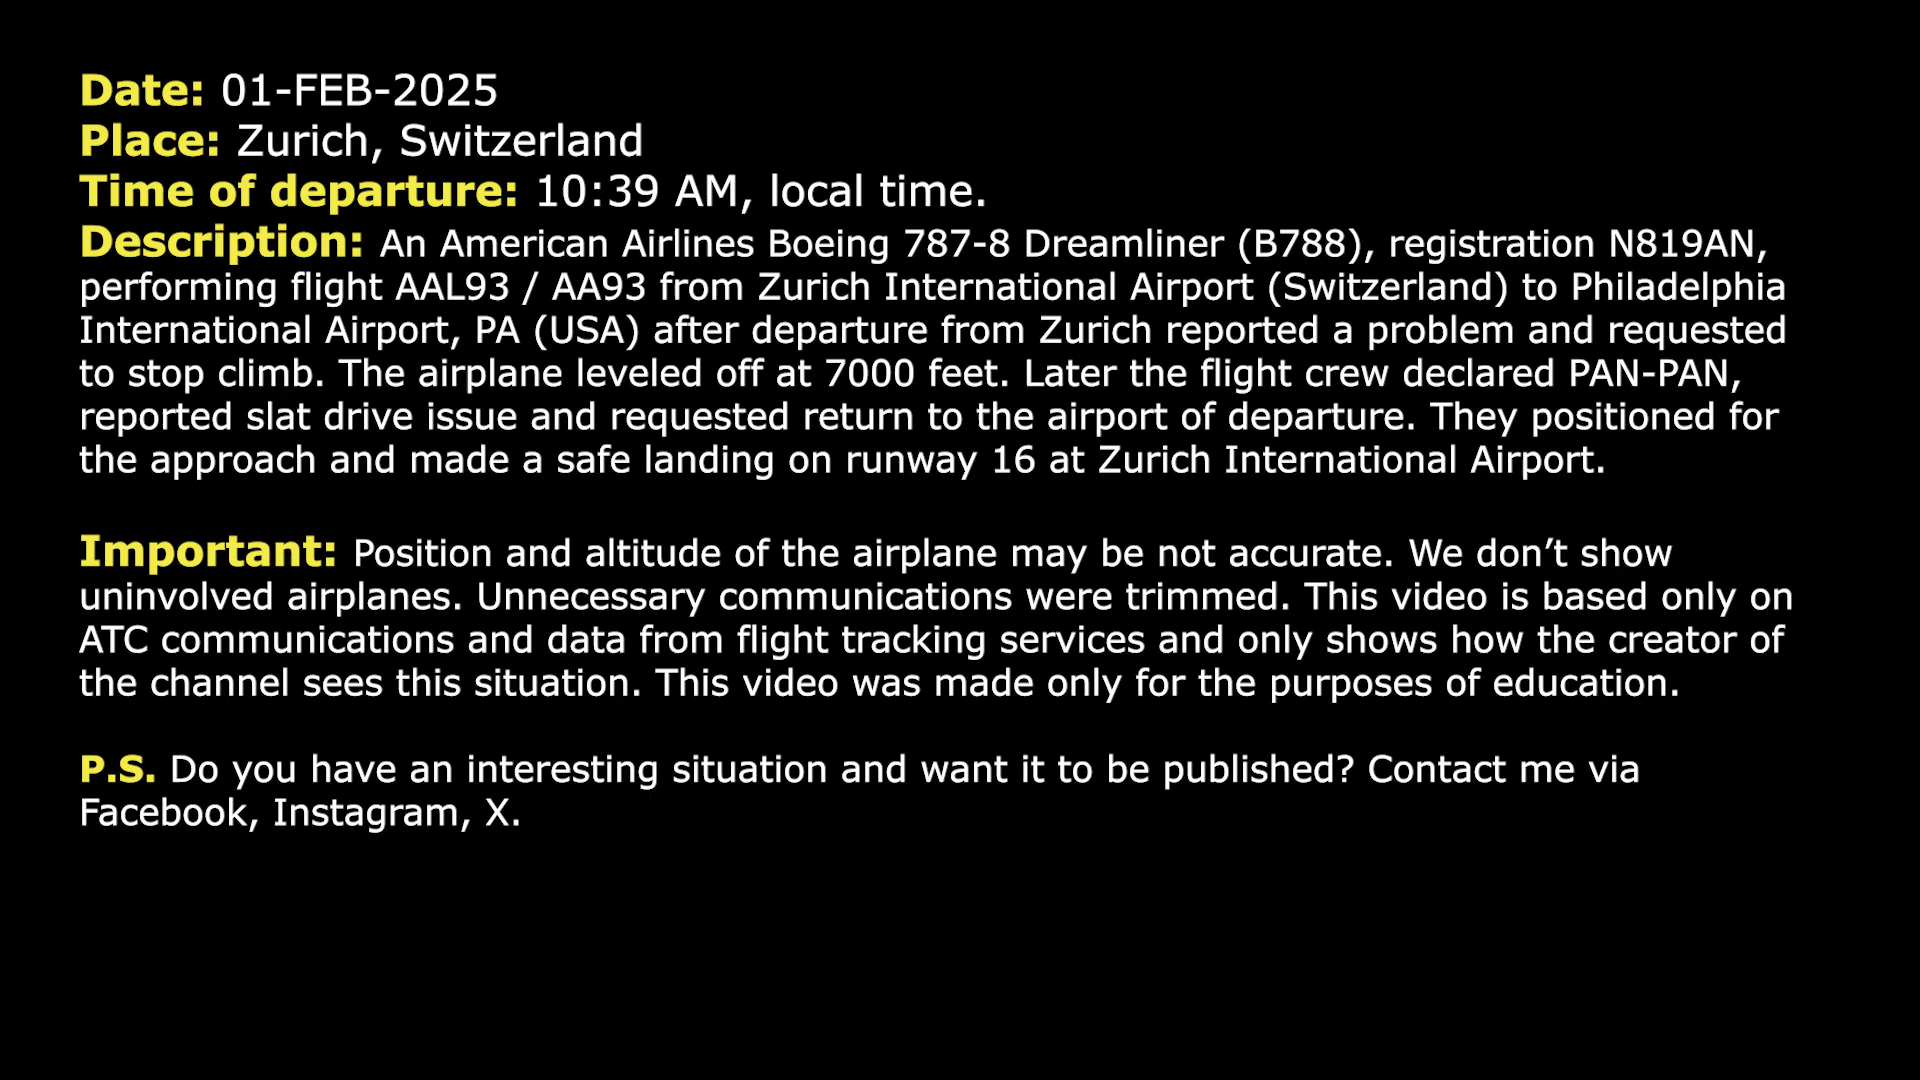 Date: 01-FEB-2025
Place: Zurich, Switzerland
Time of departure: 10:39 AM, local time.
Description: An American Airlines Boeing 787-8 Dreamliner (B788), registration N819AN,
performing flight AAL93 / AA93 from Zurich International Airport (Switzerland) to Philadelphia
International Airport, PA (USA) after departure from Zurich reported a problem and requested
to stop climb. The airplane leveled off at 7000 feet. Later the flight crew declared PAN-PAN,
reported slat drive issue and requested return to the airport of departure. They positioned for
the approach and made a safe landing on runway 16 at Zurich International Airport.
Important: Position and altitude of the airplane may be not accurate. We don’t show
uninvolved airplanes. Unnecessary communications were trimmed. This video is based only on
ATC communications and data from flight tracking services and only shows how the creator of
the channel sees this situation. This video was made only for the purposes of education.
P.S. Do you have an interesting situation and want it to be published? Contact me via
Facebook, Instagram, X.